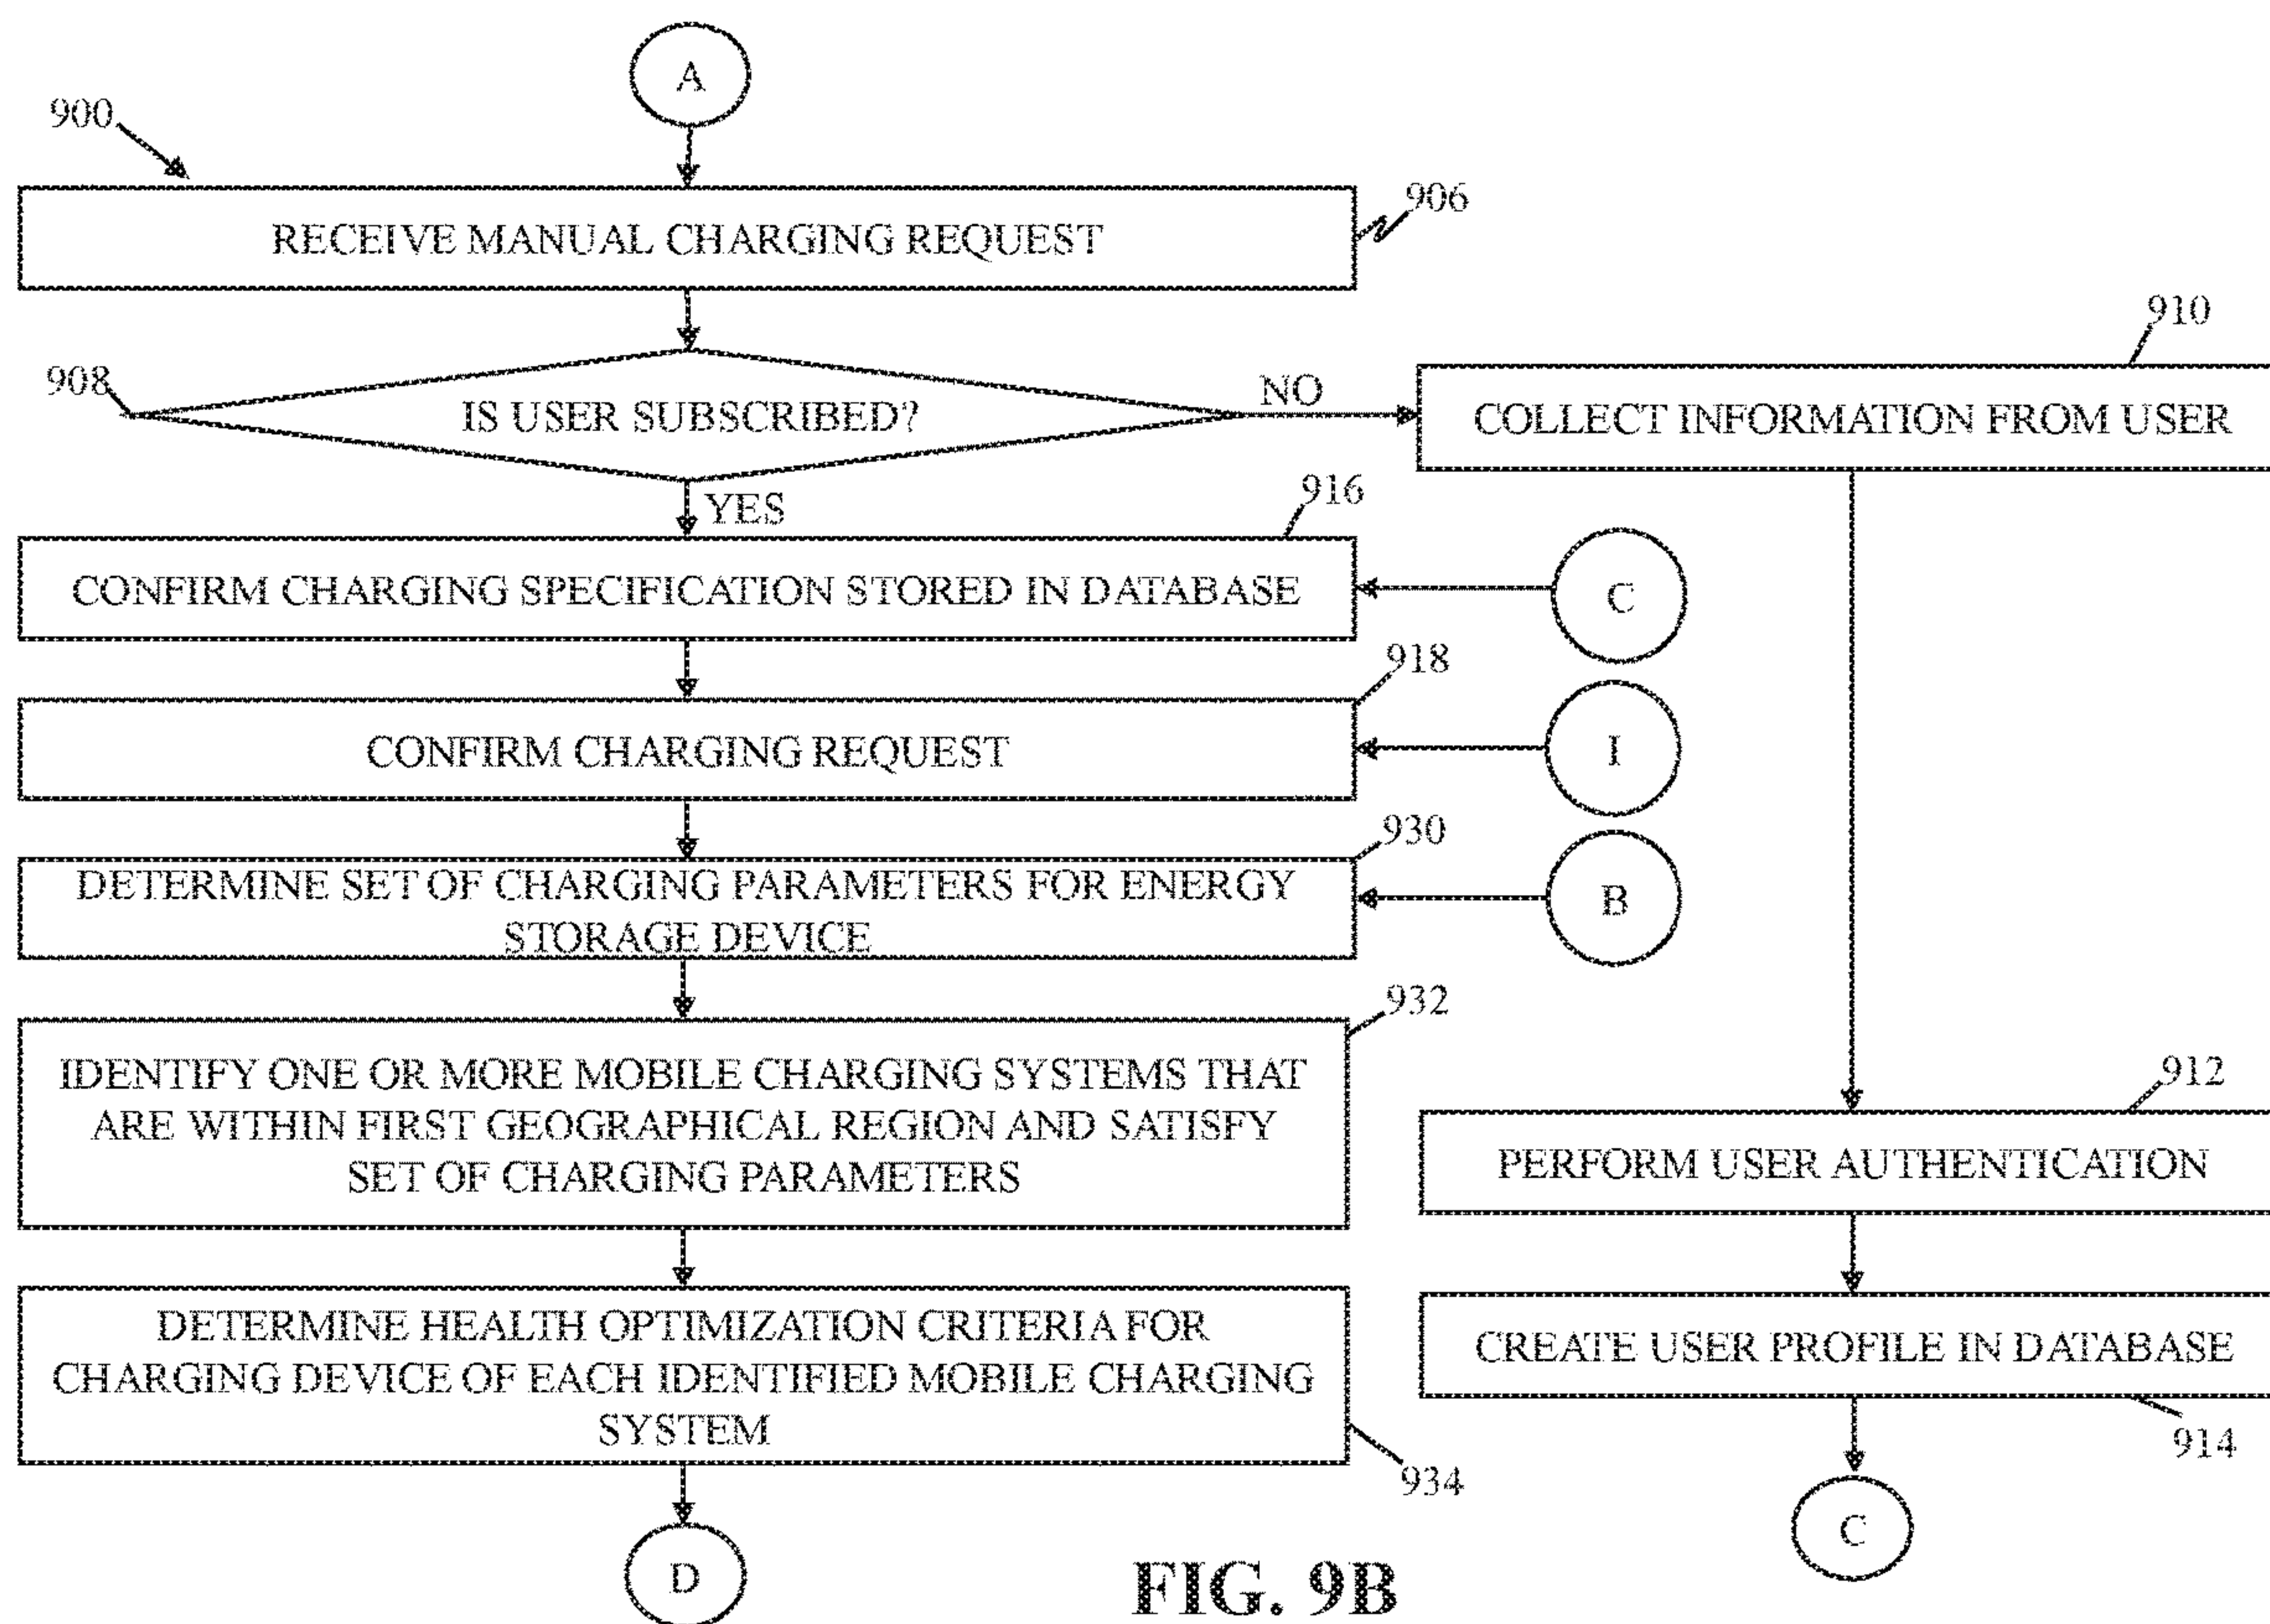 A
900
RECEIVE MANUAL CHARGING REQUEST
906
908
IS USER SUBSCRIBED?
NO
910
COLLECT INFORMATION FROM USER
YES
916
CONFIRM CHARGING SPECIFICATION STORED IN DATABASE
C
918
CONFIRM CHARGING REQUEST
I
930
DETERMINE SET OF CHARGING PARAMETERS FOR ENERGY
STORAGE DEVICE
B
932
IDENTIFY ONE OR MORE MOBILE CHARGING SYSTEMS THAT
ARE WITHIN FIRST GEOGRAPHICAL REGION AND SATISFY
SET OF CHARGING PARAMETERS
912
PERFORM USER AUTHENTICATION
DETERMINE HEALTH OPTIMIZATION CRITERIA FOR
CHARGING DEVICE OF EACH IDENTIFIED MOBILE CHARGING
SYSTEM
934
CREATE USER PROFILE IN DATABASE
914
D
C
FIG. 9B